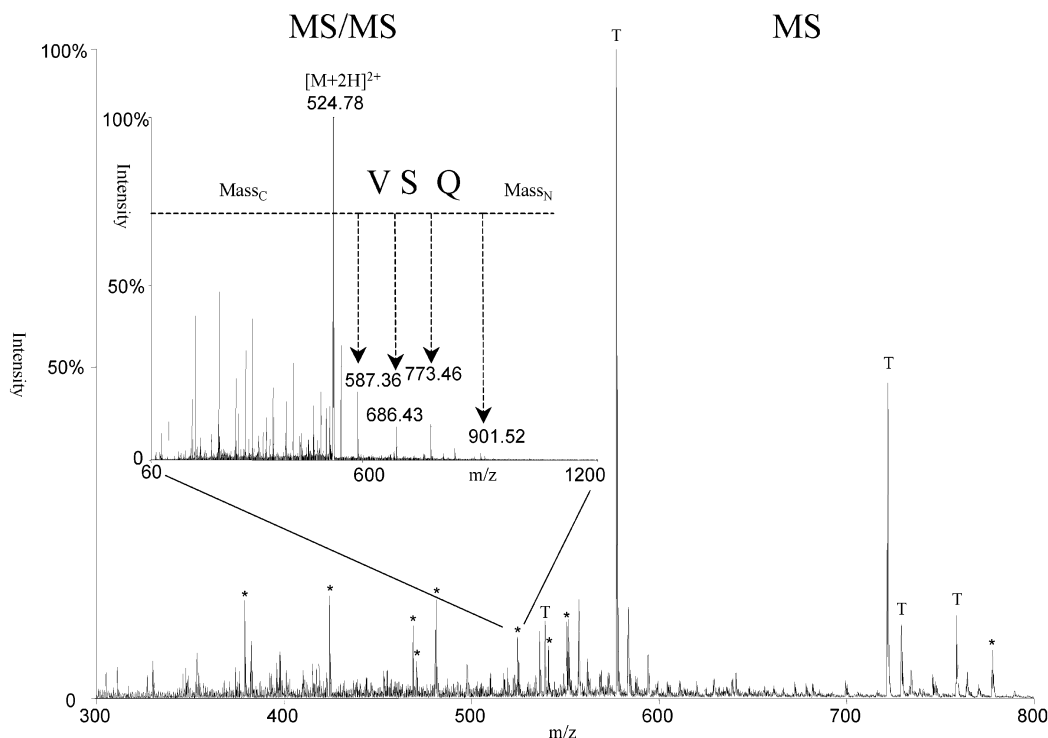 MS/MS MS
T
100%
[M+2H]2+
524.78
100%
Intensity
MassC V S Q MassN
50%
587.36 773.46
686.43
901.52
0
60 600 m/z 1200
Intensity
50%
T
* * * * * * T * * T T *
0
300 400 500 600 700 800
m/z